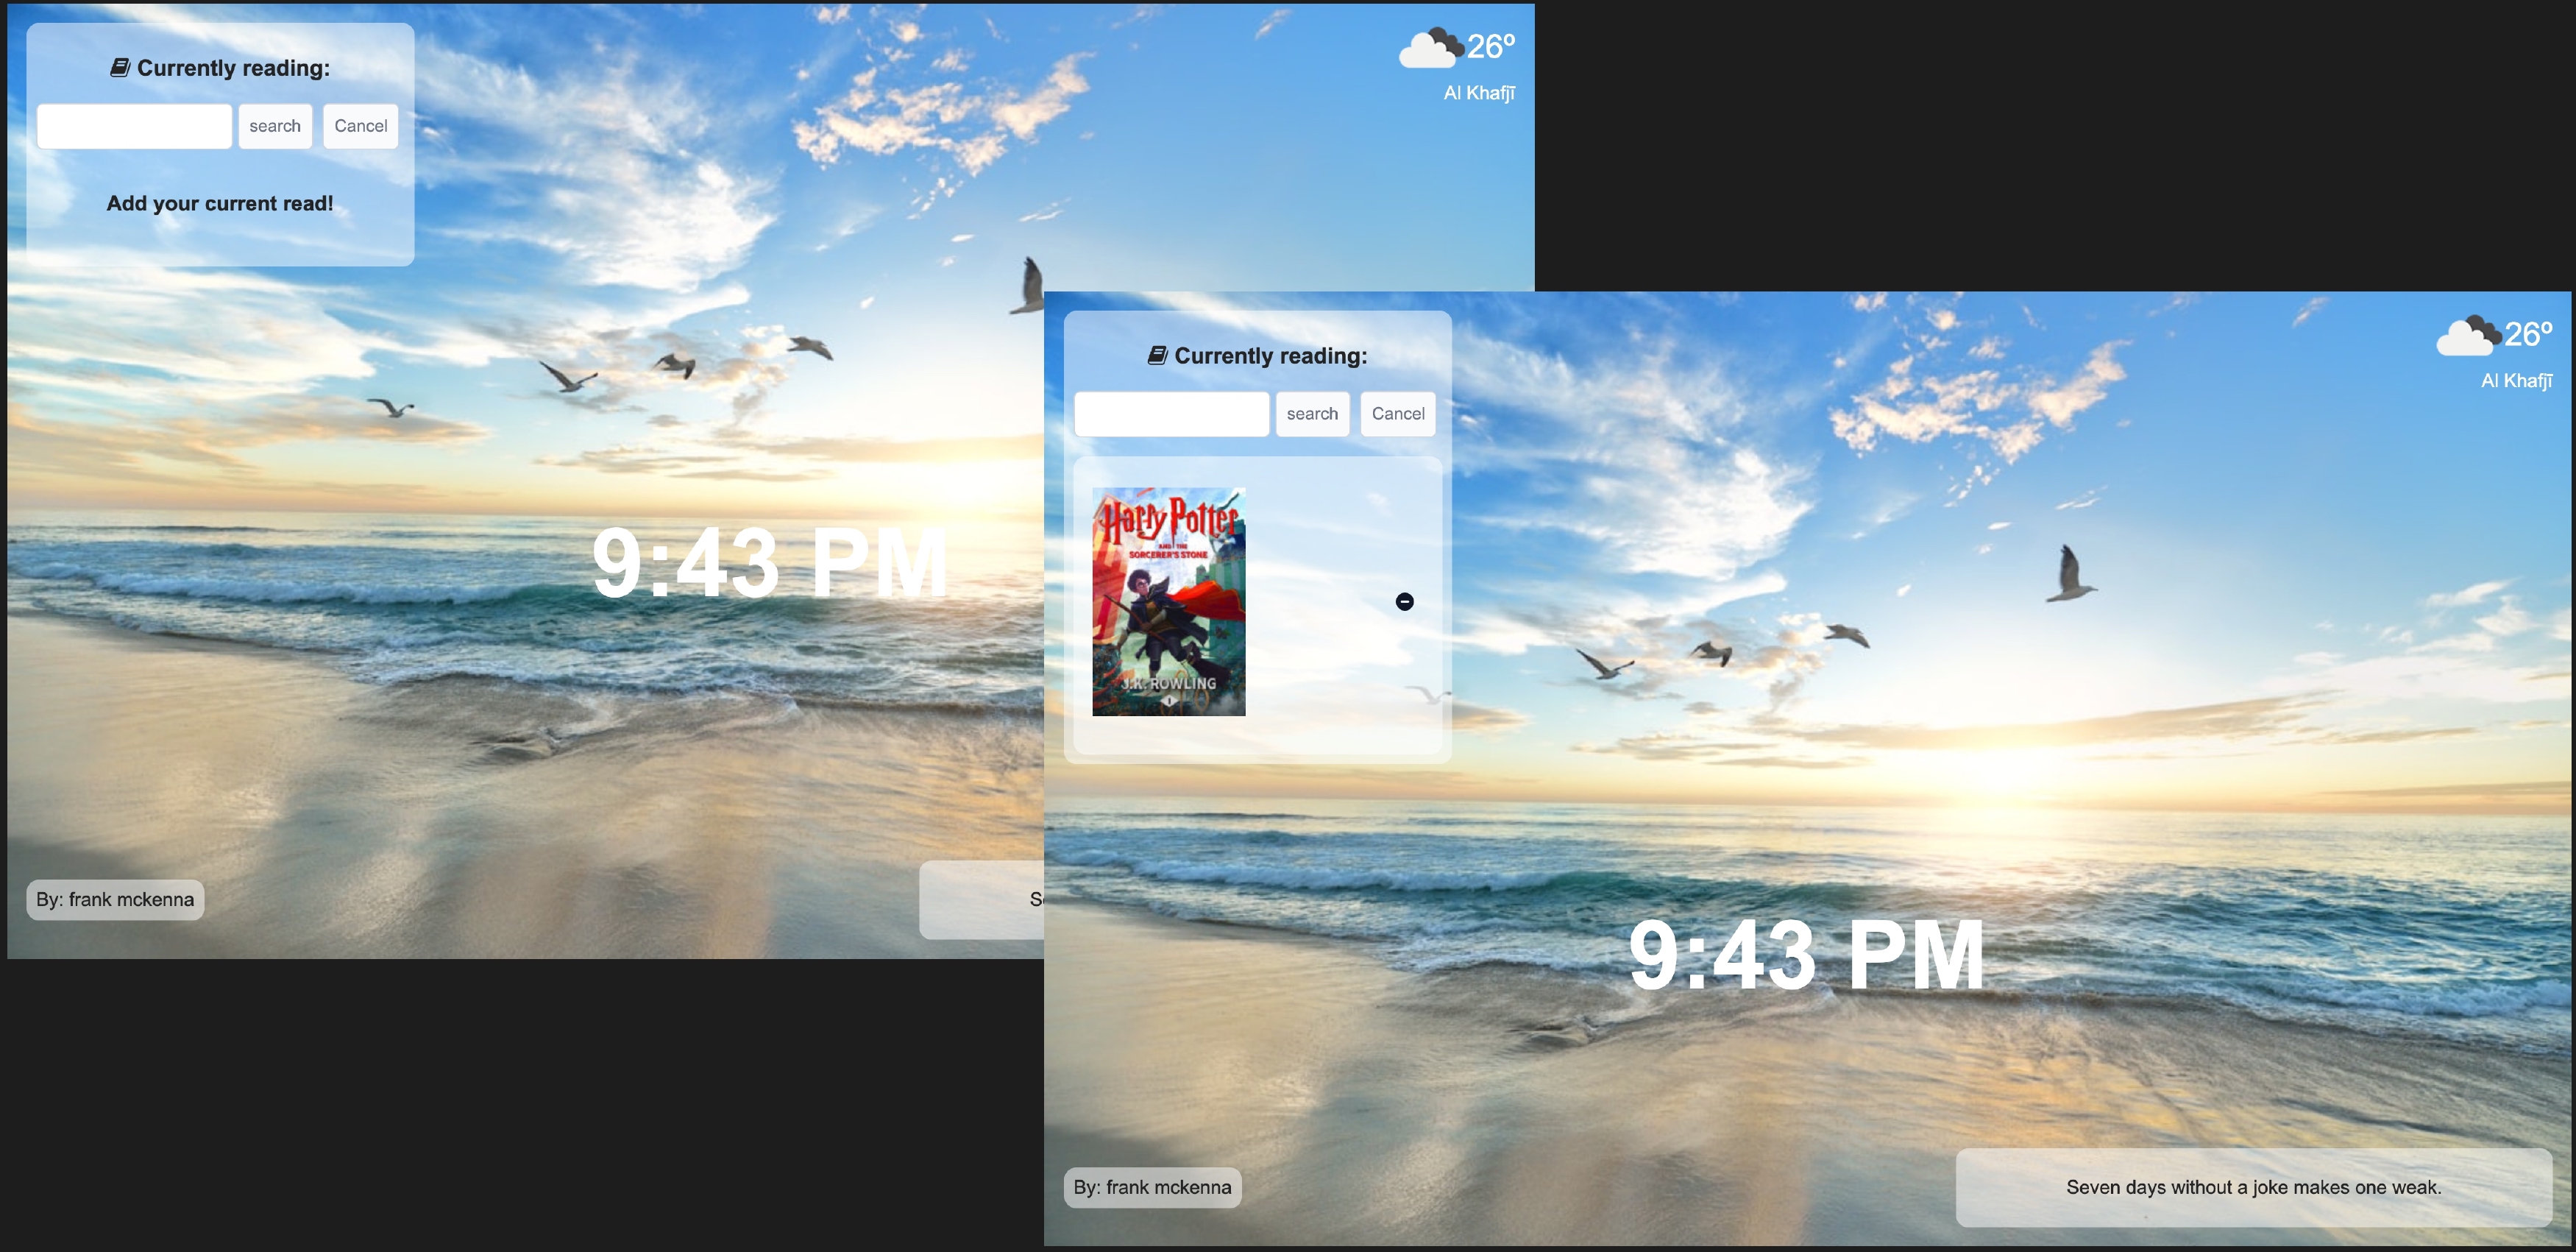 Currently reading:
search
Cancel
Add your current read!
26º
Al Khafjī
9:43 PM
By: frank mckenna
Currently reading:
search
Cancel
Harry Potter
AND THE
SORCERER'S STONE
J.K. ROWLING
26º
Al Khafjī
9:43 PM
By: frank mckenna
Seven days without a joke makes one weak.